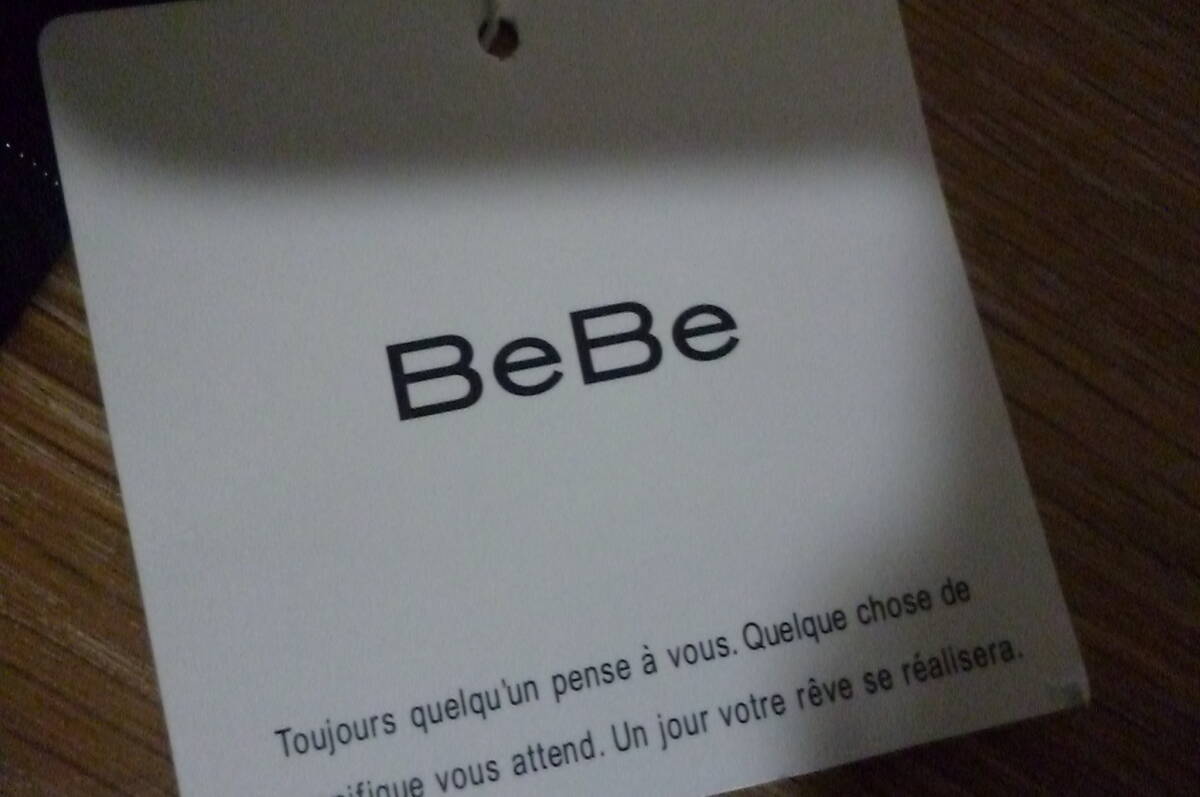 BeBe
Toujours quelqu'un pense à vous. Quelque chose de
vous attend. Un jour votre rêve se réalisera.